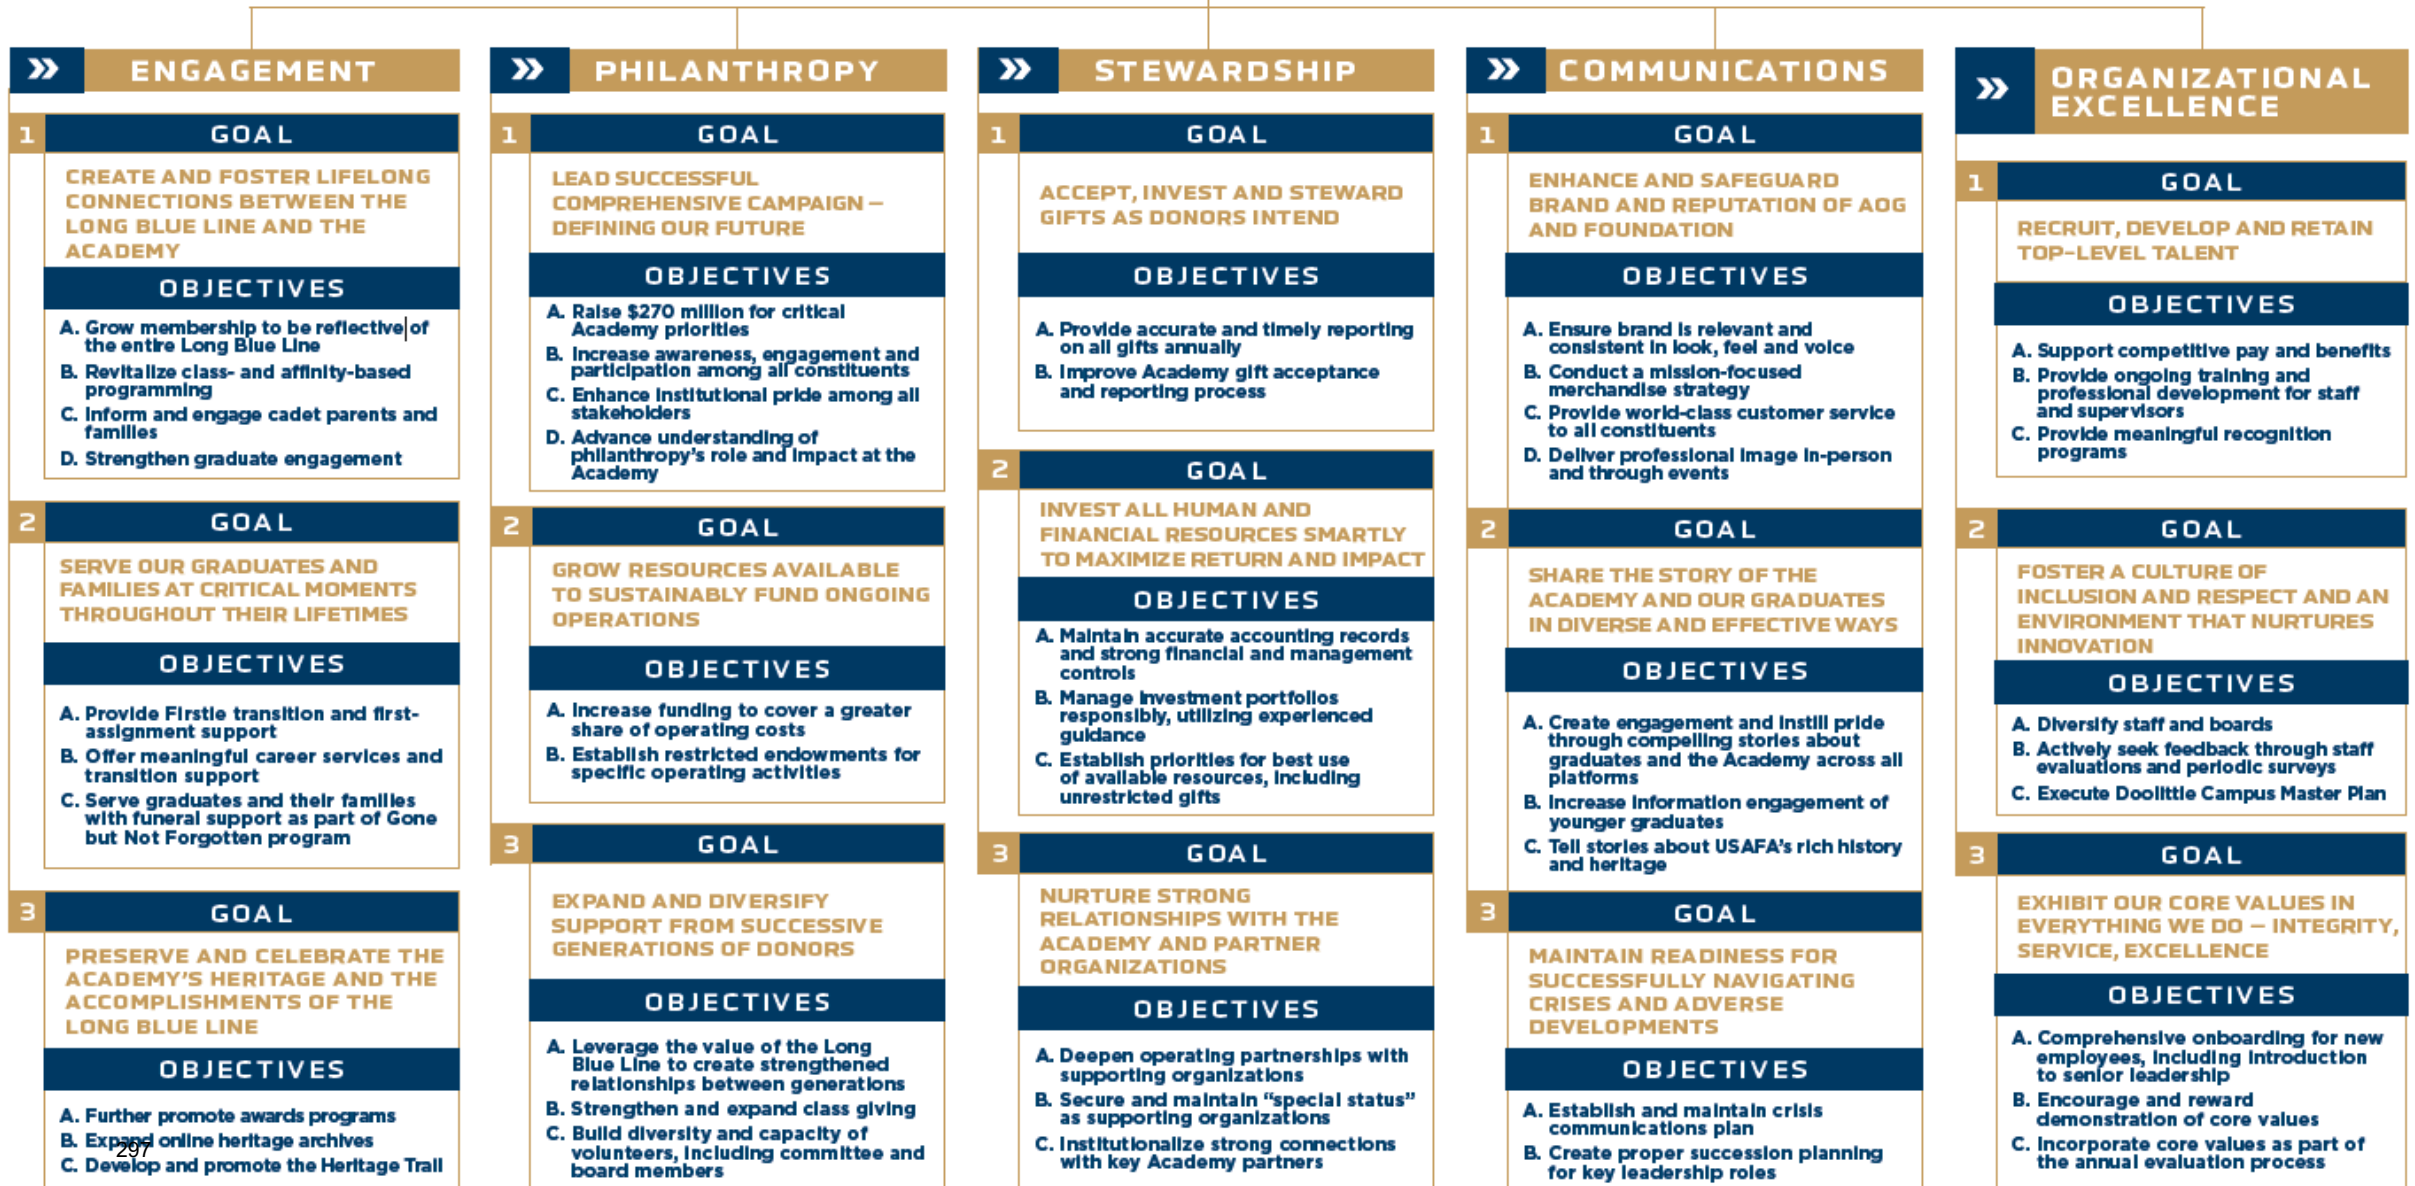 ENGAGEMENT
1
GOAL
CREATE AND FOSTER LIFELONG
CONNECTIONS BETWEEN THE
LONG BLUE LINE AND THE
ACADEMY
OBJECTIVES
A. Grow membership to be reflective of
the entire Long Blue Line
B. Revitalize class- and affinity-based
programming
C. Inform and engage cadet parents and
families
D. Strengthen graduate engagement
2
GOAL
SERVE OUR GRADUATES AND
FAMILIES AT CRITICAL MOMENTS
THROUGHOUT THEIR LIFETIMES
OBJECTIVES
A. Provide Firstie transition and first-
assignment support
B. Offer meaningful career services and
transition support
C. Serve graduates and their families
with funeral support as part of Gone
but Not Forgotten program
3
GOAL
PRESERVE AND CELEBRATE THE
ACADEMY'S HERITAGE AND THE
ACCOMPLISHMENTS OF THE
LONG BLUE LINE
OBJECTIVES
A. Further promote awards programs
B. Expand online heritage archives
297
C. Develop and promote the Heritage Trail
PHILANTHROPY
1
GOAL
LEAD SUCCESSFUL
COMPREHENSIVE CAMPAIGN –
DEFINING OUR FUTURE
OBJECTIVES
A. Raise $270 million for critical
Academy priorities
B. Increase awareness, engagement and
participation among all constituents
C. Enhance institutional pride among all
stakeholders
D. Advance understanding of
philanthropy's role and impact at the
Academy
2
GOAL
GROW RESOURCES AVAILABLE
TO SUSTAINABLY FUND ONGOING
OPERATIONS
OBJECTIVES
A. Increase funding to cover a greater
share of operating costs
B. Establish restricted endowments for
specific operating activities
3
GOAL
EXPAND AND DIVERSIFY
SUPPORT FROM SUCCESSIVE
GENERATIONS OF DONORS
OBJECTIVES
A. Leverage the value of the Long
Blue Line to create strengthened
relationships between generations
B. Strengthen and expand class giving
C. Build diversity and capacity of
volunteers, including committee and
board members
STEWARDSHIP
1
GOAL
ACCEPT, INVEST AND STEWARD
GIFTS AS DONORS INTEND
OBJECTIVES
A. Provide accurate and timely reporting
on all gifts annually
B. Improve Academy gift acceptance
and reporting process
2
GOAL
INVEST ALL HUMAN AND
FINANCIAL RESOURCES SMARTLY
TO MAXIMIZE RETURN AND IMPACT
OBJECTIVES
A. Maintain accurate accounting records
and strong financial and management
controls
B. Manage investment portfolios
responsibly, utilizing experienced
guidance
C. Establish priorities for best use
of available resources, including
unrestricted gifts
3
GOAL
NURTURE STRONG
RELATIONSHIPS WITH THE
ACADEMY AND PARTNER
ORGANIZATIONS
OBJECTIVES
A. Deepen operating partnerships with
supporting organizations
B. Secure and maintain “special status”
as supporting organizations
C. Institutionalize strong connections
with key Academy partners
COMMUNICATIONS
1
GOAL
ENHANCE AND SAFEGUARD
BRAND AND REPUTATION OF AOG
AND FOUNDATION
OBJECTIVES
A. Ensure brand is relevant and
consistent in look, feel and voice
B. Conduct a mission-focused
merchandise strategy
C. Provide world-class customer service
to all constituents
D. Deliver professional image in-person
and through events
2
GOAL
SHARE THE STORY OF THE
ACADEMY AND OUR GRADUATES
IN DIVERSE AND EFFECTIVE WAYS
OBJECTIVES
A. Create engagement and instill pride
through compelling stories about
graduates and the Academy across all
platforms
B. Increase information engagement of
younger graduates
C. Tell stories about USAFA's rich history
and heritage
3
GOAL
MAINTAIN READINESS FOR
SUCCESSFULLY NAVIGATING
CRISES AND ADVERSE
DEVELOPMENTS
OBJECTIVES
A. Establish and maintain crisis
communications plan
B. Create proper succession planning
for key leadership roles
ORGANIZATIONAL
EXCELLENCE
1
GOAL
RECRUIT, DEVELOP AND RETAIN
TOP-LEVEL TALENT
OBJECTIVES
A. Support competitive pay and benefits
B. Provide ongoing training and
professional development for staff
and supervisors
C. Provide meaningful recognition
programs
2
GOAL
FOSTER A CULTURE OF
INCLUSION AND RESPECT AND AN
ENVIRONMENT THAT NURTURES
INNOVATION
OBJECTIVES
A. Diversify staff and boards
B. Actively seek feedback through staff
evaluations and periodic surveys
C. Execute Doolittle Campus Master Plan
3
GOAL
EXHIBIT OUR CORE VALUES IN
EVERYTHING WE DO – INTEGRITY,
SERVICE, EXCELLENCE
OBJECTIVES
A. Comprehensive onboarding for new
employees, including introduction
to senior leadership
B. Encourage and reward
demonstration of core values
C. Incorporate core values as part of
the annual evaluation process